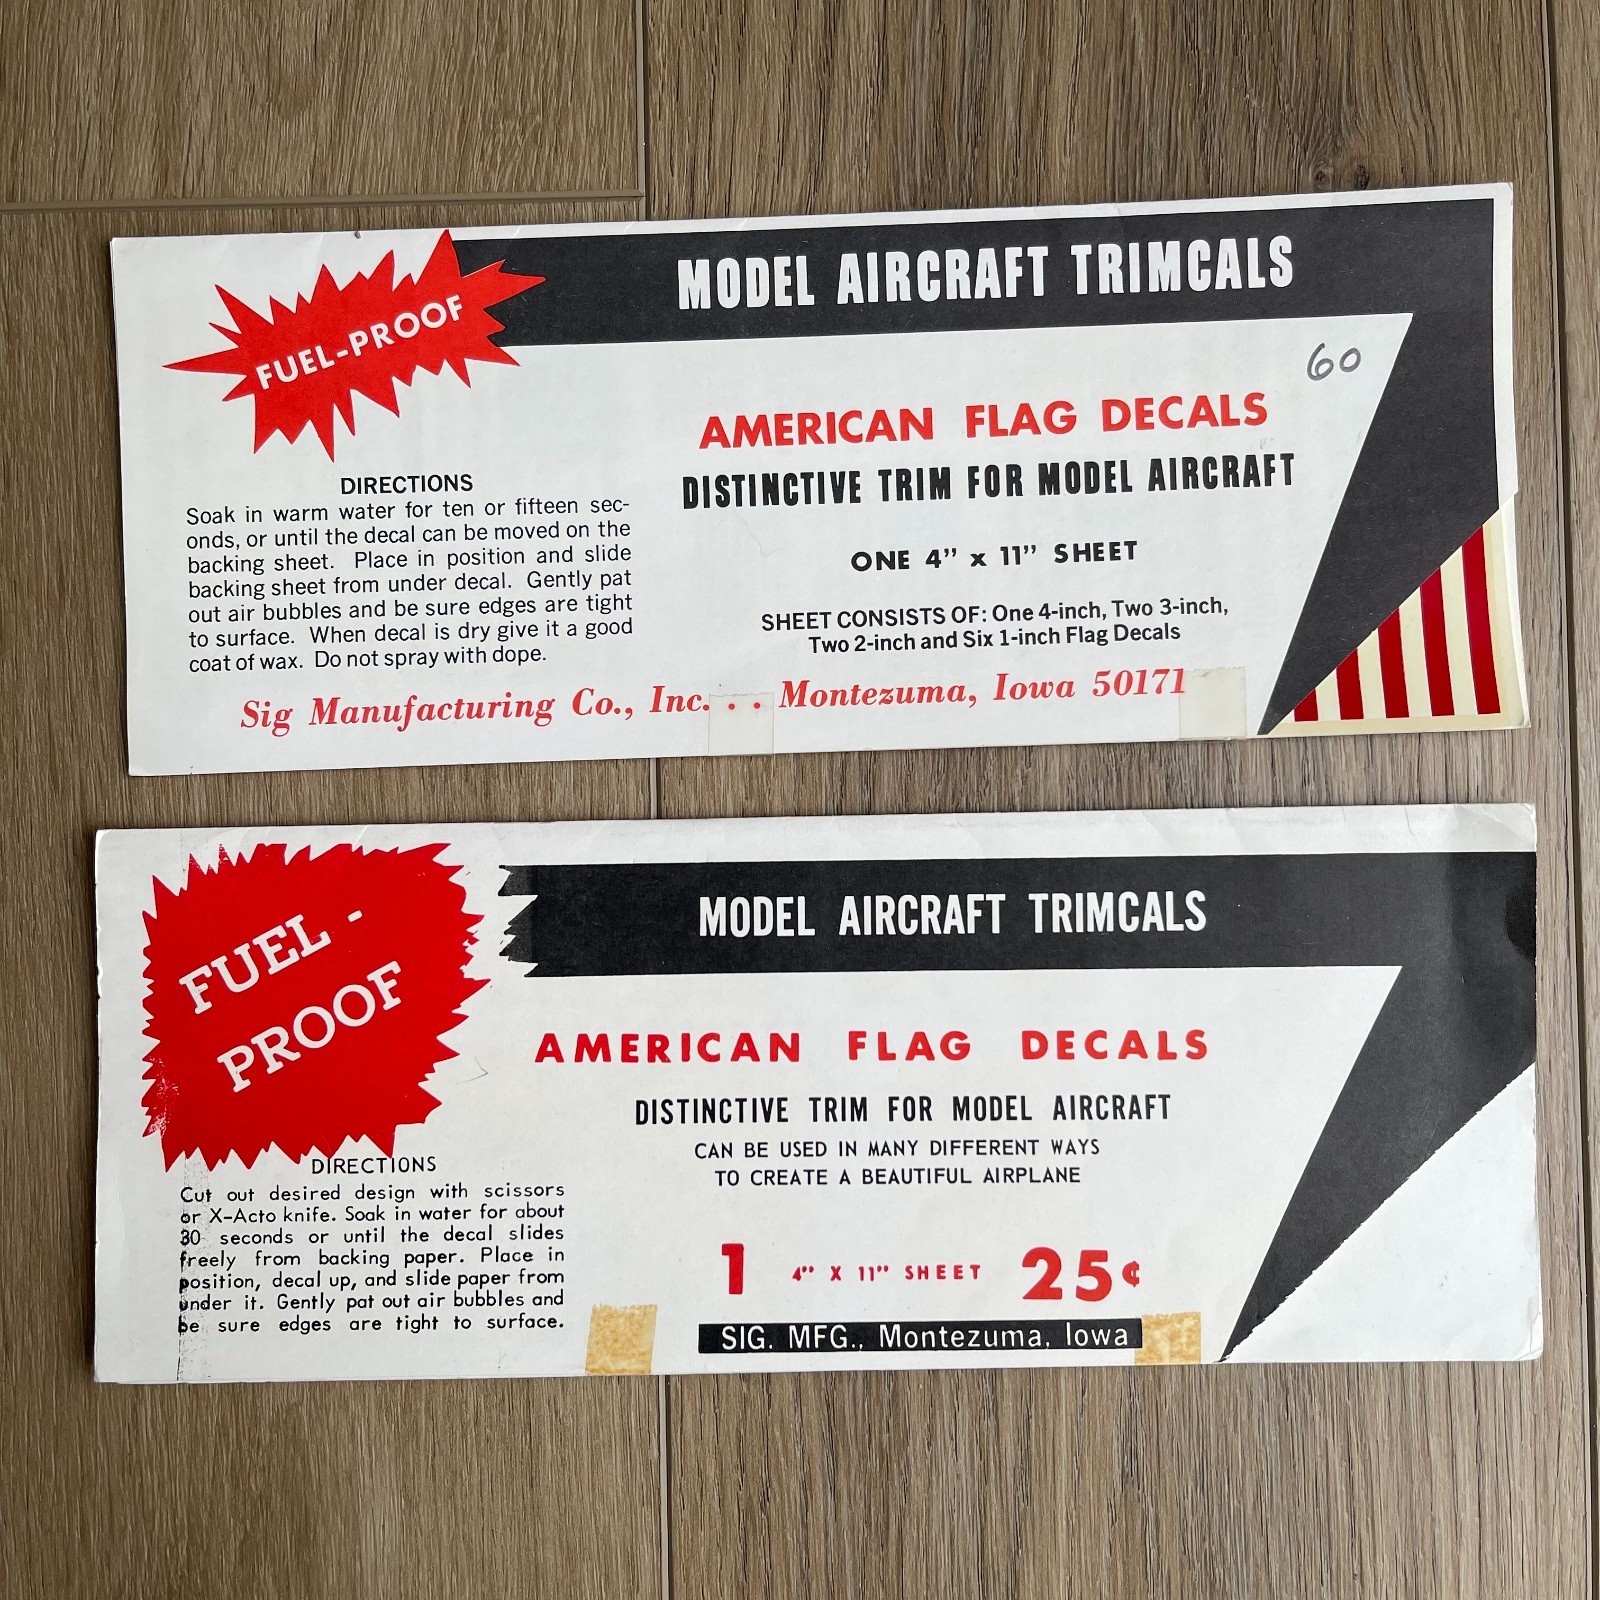 MODEL AIRCRAFT TRIMCALS
FUEL-PROOF
60
AMERICAN FLAG DECALS
DISTINCTIVE TRIM FOR MODEL AIRCRAFT
ONE 4" x 11" SHEET
SHEET CONSISTS OF: One 4-inch, Two 3-inch,
Two 2-inch and Six 1-inch Flag Decals
DIRECTIONS
Soak in warm water for ten or fifteen sec-
onds, or until the decal can be moved on the
backing sheet. Place in position and slide
backing sheet from under decal. Gently pat
out air bubbles and be sure edges are tight
to surface. When decal is dry give it a good
coat of wax. Do not spray with dope.
Sig Manufacturing Co., Inc. . . Montezuma, Iowa 50171
FUEL -
PROOF
MODEL AIRCRAFT TRIMCALS
AMERICAN FLAG DECALS
DISTINCTIVE TRIM FOR MODEL AIRCRAFT
CAN BE USED IN MANY DIFFERENT WAYS
TO CREATE A BEAUTIFUL AIRPLANE
DIRECTIONS
Cut out desired design with scissors
or X-Acto knife. Soak in water for about
30 seconds or until the decal slides
freely from backing paper. Place in
position, decal up, and slide paper from
under it. Gently pat out air bubbles and
be sure edges are tight to surface.
1 4" X 11" SHEET 25¢
SIG. MFG., Montezuma, Iowa